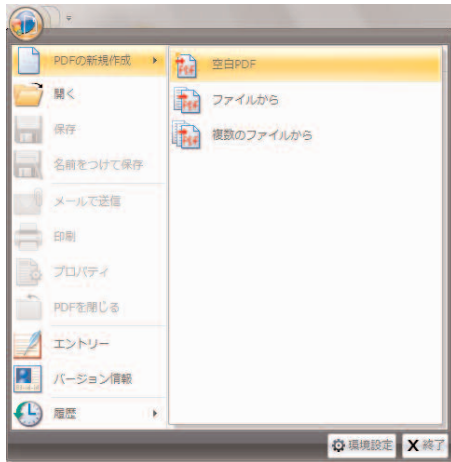 PDFの新規作成
空白PDF
開く
ファイルから
保存
複数のファイルから
名前をつけて保存
メールで送信
印刷
プロパティ
PDFを閉じる
エントリー
バージョン情報
履歴
環境設定
X 終了